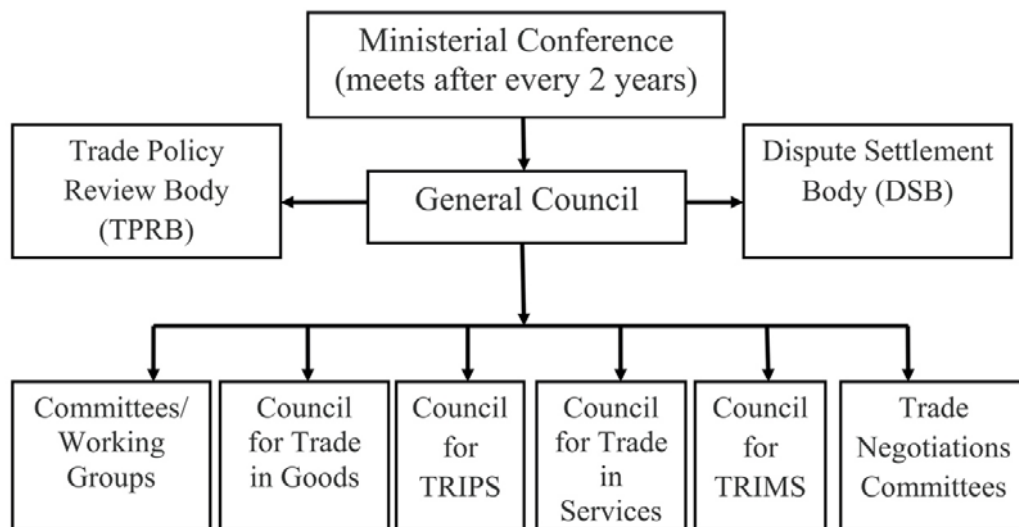 Ministerial Conference
(meets after every 2 years)
Trade Policy
Review Body
(TPRB)
General Council
Dispute Settlement
Body (DSB)
Committees/
Working
Groups
Council
for Trade
in Goods
Council
for
TRIPS
Council
for Trade
in
Services
Council
for
TRIMS
Trade
Negotiations
Committees